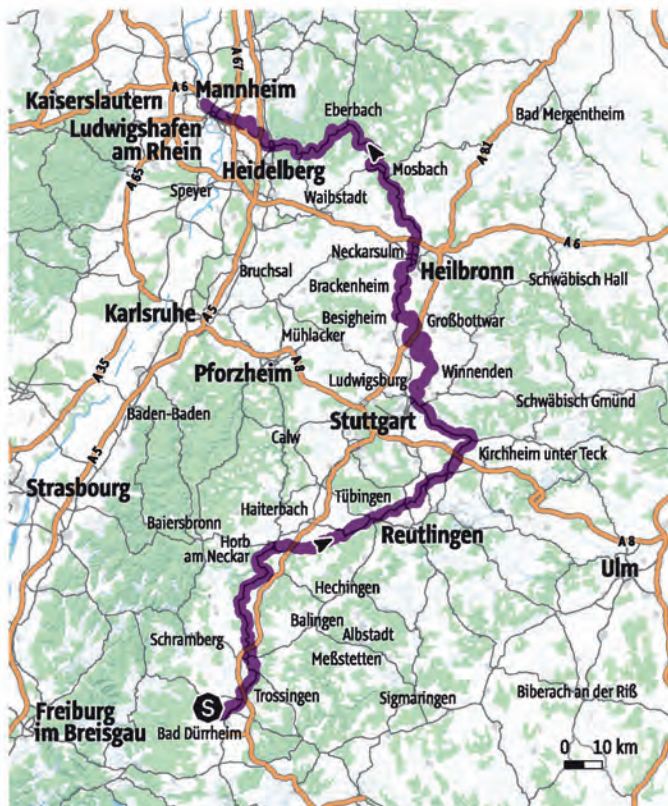 A 67
A 6
Mannheim
Kaiserslautern
Eberbach
Bad Mergentheim
Ludwigshafen
am Rhein
A 81
Heidelberg
Mosbach
A 65
Speyer
Waibstadt
Neckarsulm
A 6
Heilbronn
Bruchsal
Brackenheim
Schwäbisch Hall
Karlsruhe
A 5
Besigheim
Großbottwar
Mühlacker
A 35
Pforzheim
A 8
Ludwigsburg
Winnenden
Baden-Baden
Stuttgart
Schwäbisch Gmünd
Calw
A 5
Kirchheim unter Teck
Strasbourg
Tübingen
Haiterbach
Baiersbronn
Reutlingen
Horb
am Neckar
A 8
Ulm
Hechingen
Balingen
Albstadt
Schramberg
Meßstetten
S
Trossingen
Sigmaringen
Biberach an der Riß
Freiburg
im Breisgau
Bad Dürrheim
0 10 km